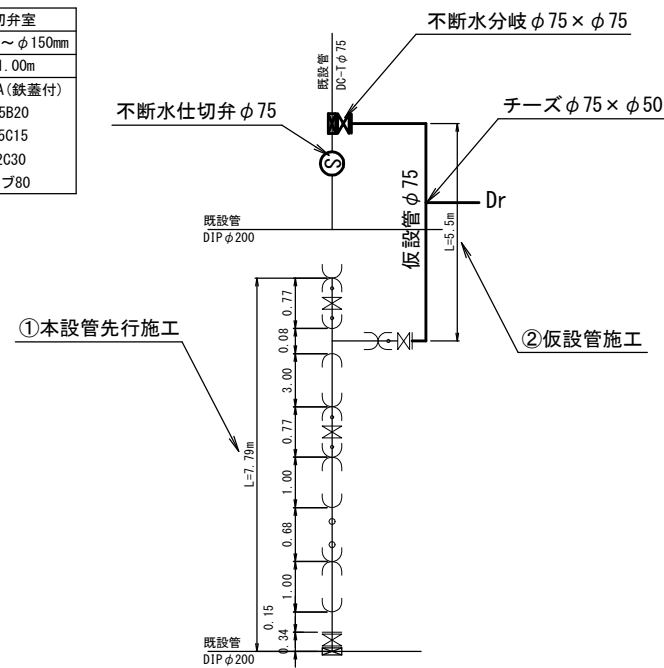 切弁室
～φ150mm
.00m
(鉄蓋付)
5B20
5C15
2C30
ブ80
不断水分岐φ75×φ75
既設管
DC-Tφ75
不断水仕切弁φ75
チーズφ75×φ50
S
仮設管φ75
Dr
L=5.5m
既設管
DIPφ200
①本設管先行施工
②仮設管施工
L=7.79m
0.77
0.08
3.00
0.77
1.00
0.68
1.00
0.15
0.34
既設管
DIPφ200